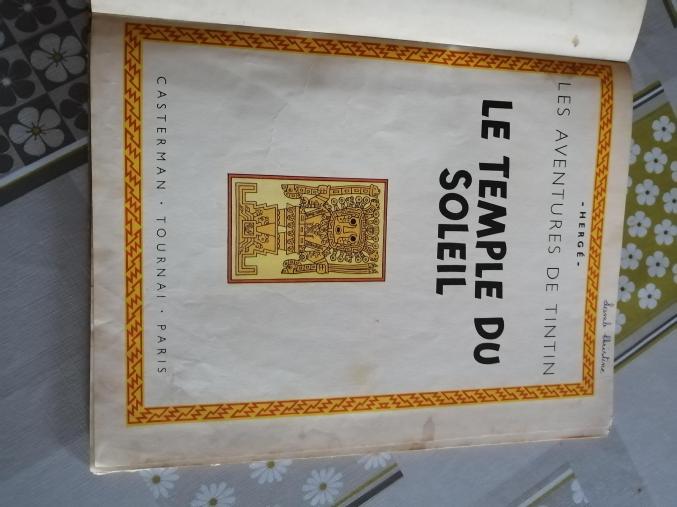 - HERGÉ -
LES AVENTURES DE TINTIN
LE TEMPLE DU
SOLEIL
CASTERMAN · TOURNAI · PARIS